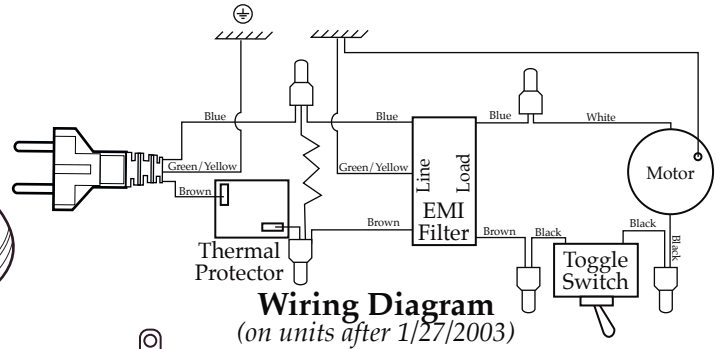 Blue
Blue
Blue
White
Green/Yellow
Green/Yellow
Brown
Line
Load
EMI
Filter
Motor
Thermal
Protector
Brown
Brown
Black
Black
Black
Toggle
Switch
Wiring Diagram
(on units after 1/27/2003)